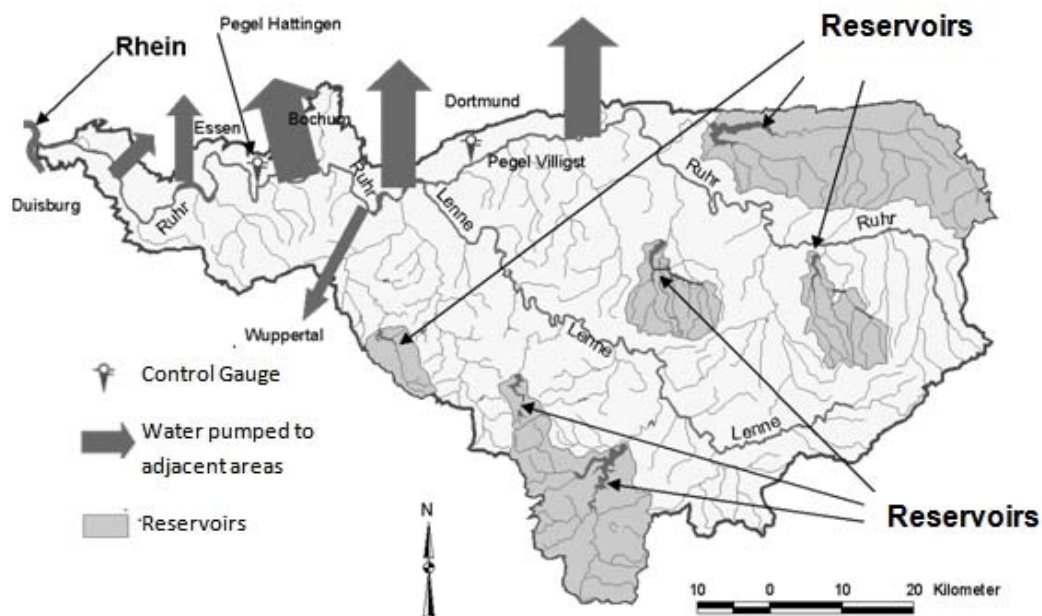 Reservoirs
Pegel Hattingen
Rhein
Dortmund
Essen
Bochum
Pegel Villigst
Ruhr
Duisburg
Ruhr
Ruhr
Lenne
Ruhr
Wuppertal
Lenne
Control Gauge
Lenne
Water pumped to
adjacent areas
Reservoirs
Reservoirs
N
10 0 10 20 Kilometer